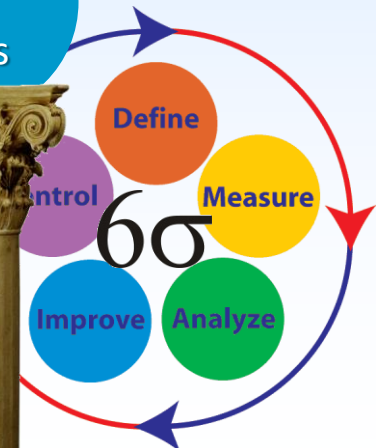 s
Define
ntrol
Measure
6σ
Improve
Analyze